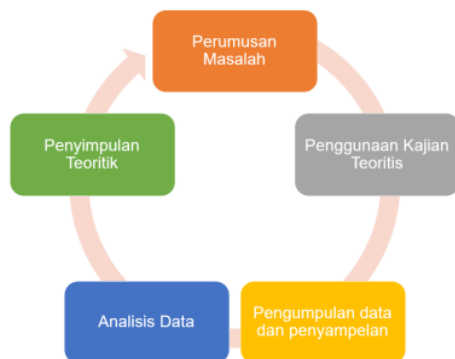 Perumusan
Masalah
Penggunaan Kajian
Teoritis
Pengumpulan data
dan penyampelan
Analisis Data
Penyimpulan
Teoritik